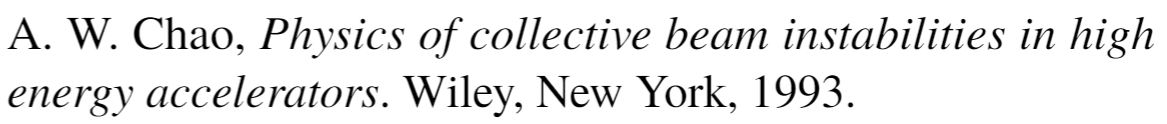 A. W. Chao, Physics of collective beam instabilities in high
energy accelerators. Wiley, New York, 1993.